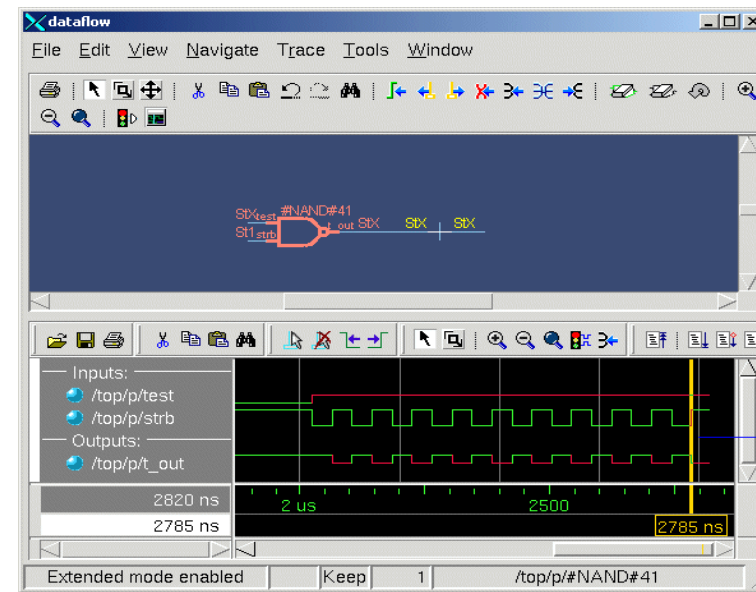 dataflow
File Edit View Navigate Trace Tools Window
StX test #NAND#41
St1 strb t_out StX StX StX
Inputs:
/top/p/test
/top/p/strb
Outputs:
/top/p/t_out
2820 ns 2 us 2500
2785 ns 2785 ns
Extended mode enabled Keep 1 /top/p/#NAND#41